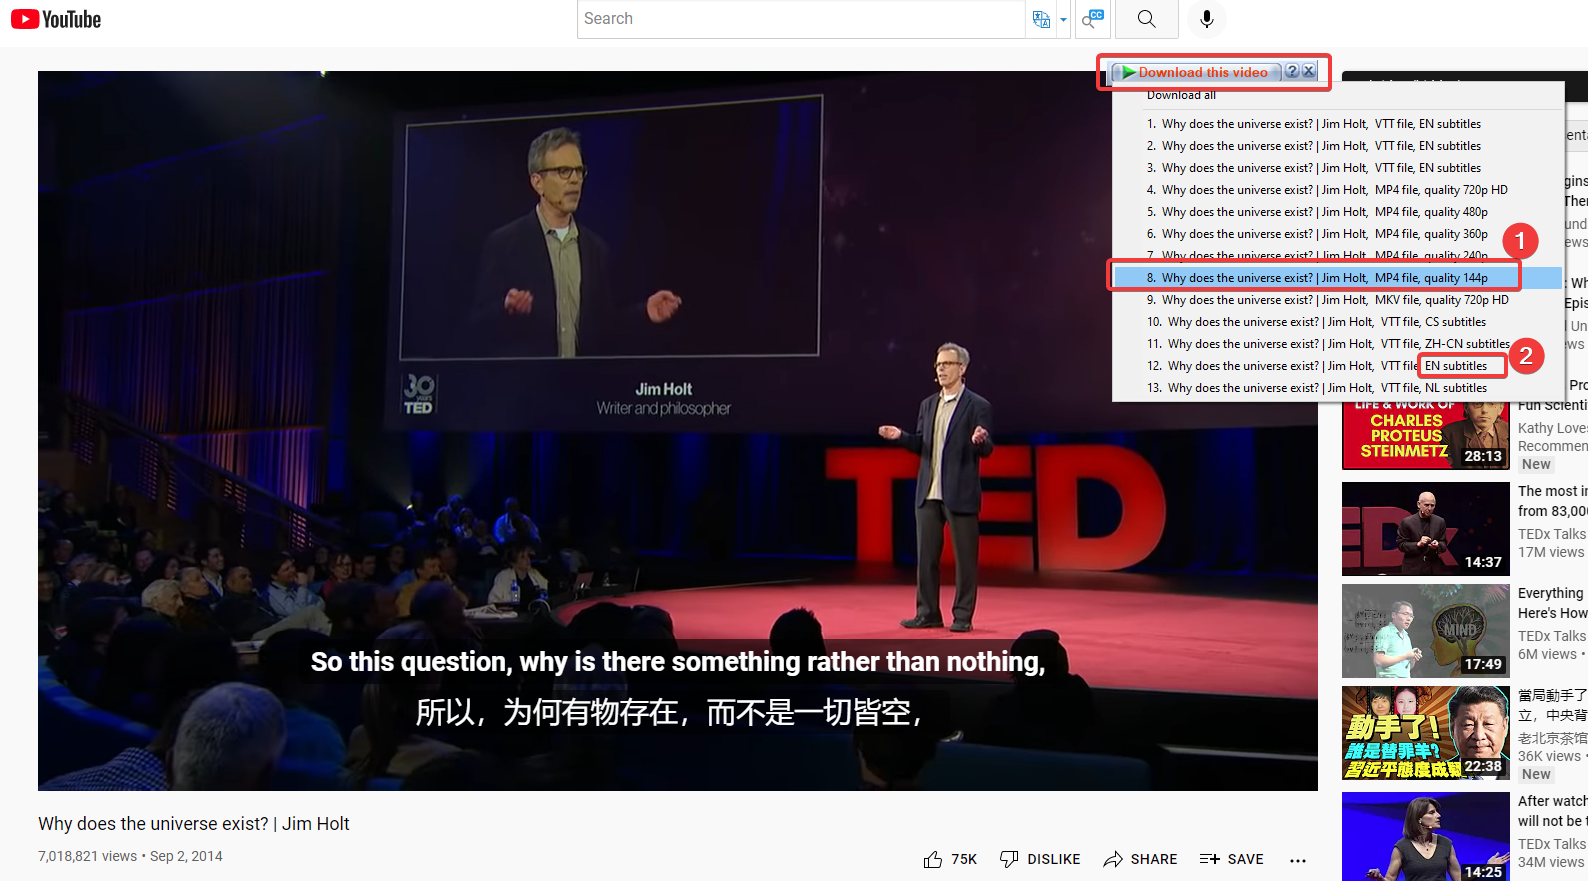 YouTube
Search
CC
Download this video
Download all
1. Why does the universe exist? | Jim Holt, VTT file, EN subtitles
2. Why does the universe exist? | Jim Holt, VTT file, EN subtitles
3. Why does the universe exist? | Jim Holt, VTT file, EN subtitles
4. Why does the universe exist? | Jim Holt, MP4 file, quality 720p HD
5. Why does the universe exist? | Jim Holt, MP4 file, quality 480p
6. Why does the universe exist? | Jim Holt, MP4 file, quality 360p
7. Why does the universe exist? | Jim Holt, MP4 file, quality 240p
8. Why does the universe exist? | Jim Holt, MP4 file, quality 144p
9. Why does the universe exist? | Jim Holt, MKV file, quality 720p HD
10. Why does the universe exist? | Jim Holt, VTT file, CS subtitles
11. Why does the universe exist? | Jim Holt, VTT file, ZH-CN subtitles
12. Why does the universe exist? | Jim Holt, VTT file, EN subtitles
13. Why does the universe exist? | Jim Holt, VTT file, NL subtitles
1
2
30
years
TED
Jim Holt
Writer and philosopher
TED
So this question, why is there something rather than nothing,
所以，为何有物存在，而不是一切皆空，
Why does the universe exist? | Jim Holt
7,018,821 views • Sep 2, 2014
75K
DISLIKE
SHARE
SAVE
LIFE & WORK OF
CHARLES
PROTEUS
STEINMETZ
28:13
Fun Scienti
Kathy Loves
Recommen
New
The most in
from 83,000
TEDx Talks
17M views
14:37
Everything
Here's How
TEDx Talks
6M views •
MIND
17:49
當局動手了
立，中央背
老北京茶馆
36K views
New
動手了!
誰是替罪羊?
習近平態度成疑
22:38
After watch
will not be t
TEDx Talks
34M views
14:25